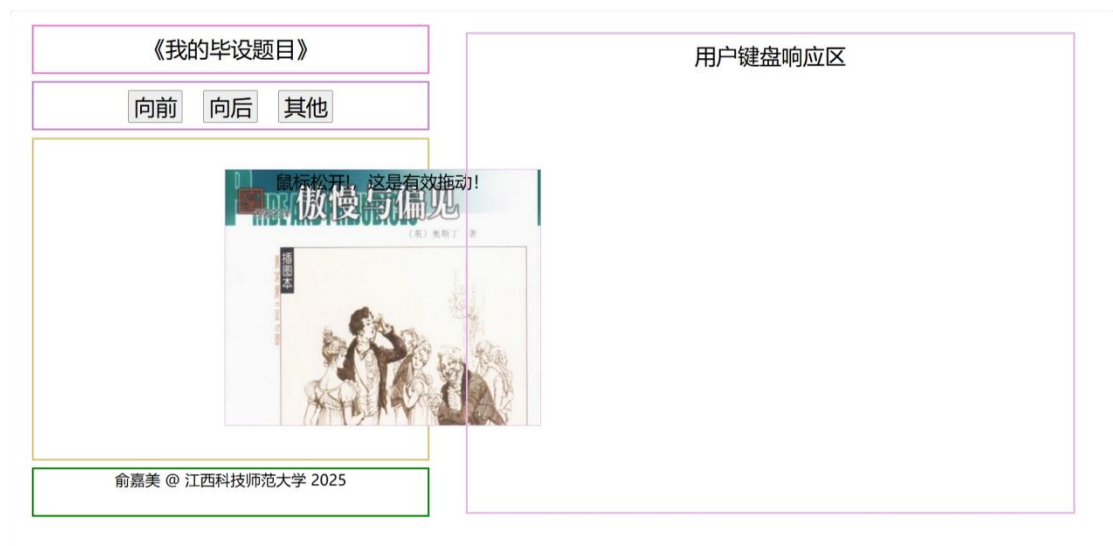 《我的毕设题目》
向前 向后 其他
鼠标松开!，这是有效拖动!
傲慢与偏见
〔英〕奥斯丁 著
插图本
俞嘉美 @ 江西科技师范大学 2025
用户键盘响应区